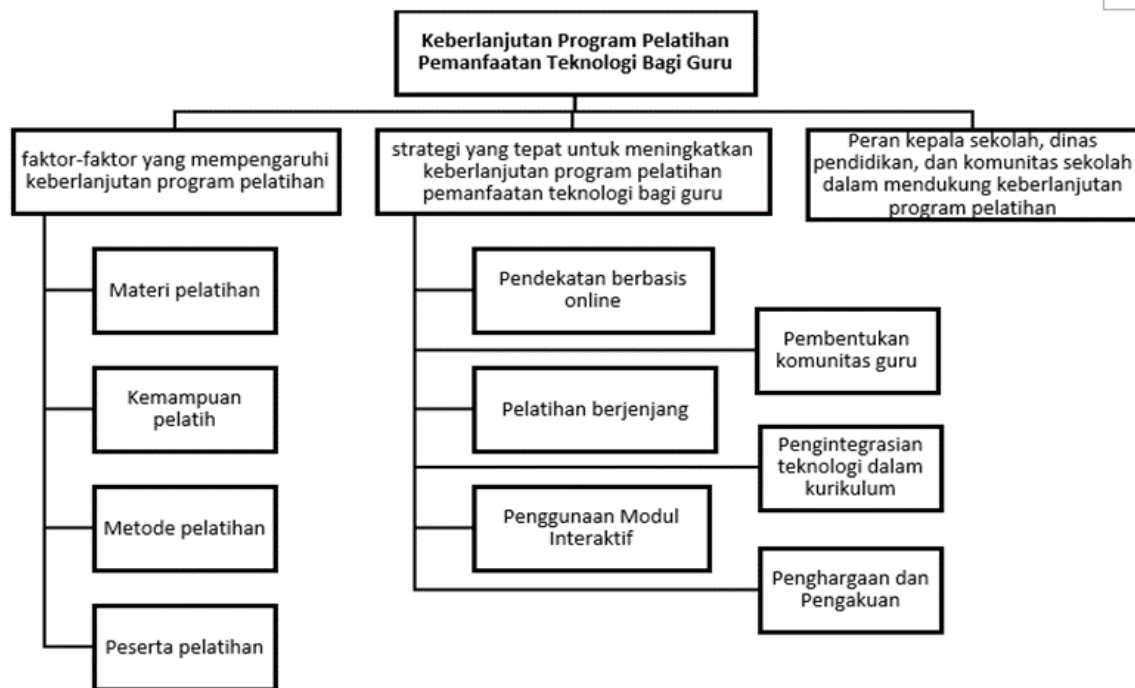 Keberlanjutan Program Pelatihan
Pemanfaatan Teknologi Bagi Guru
faktor-faktor yang mempengaruhi
keberlanjutan program pelatihan
Materi pelatihan
Kemampuan
pelatih
Metode pelatihan
Peserta pelatihan
strategi yang tepat untuk meningkatkan
keberlanjutan program pelatihan
pemanfaatan teknologi bagi guru
Pendekatan berbasis
online
Pembentukan
komunitas guru
Pelatihan berjenjang
Pengintegrasian
teknologi dalam
kurikulum
Penggunaan Modul
Interaktif
Penghargaan dan
Pengakuan
Peran kepala sekolah, dinas
pendidikan, dan komunitas sekolah
dalam mendukung keberlanjutan
program pelatihan